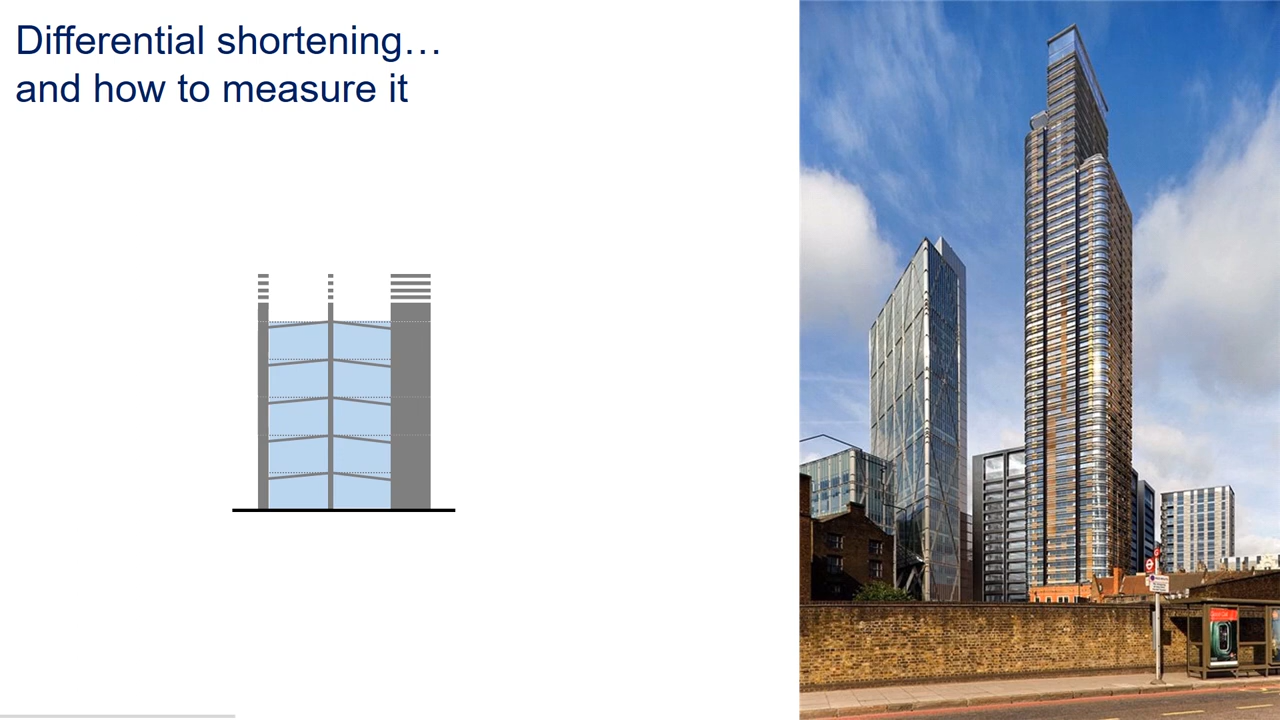 Differential shortening…
and how to measure it